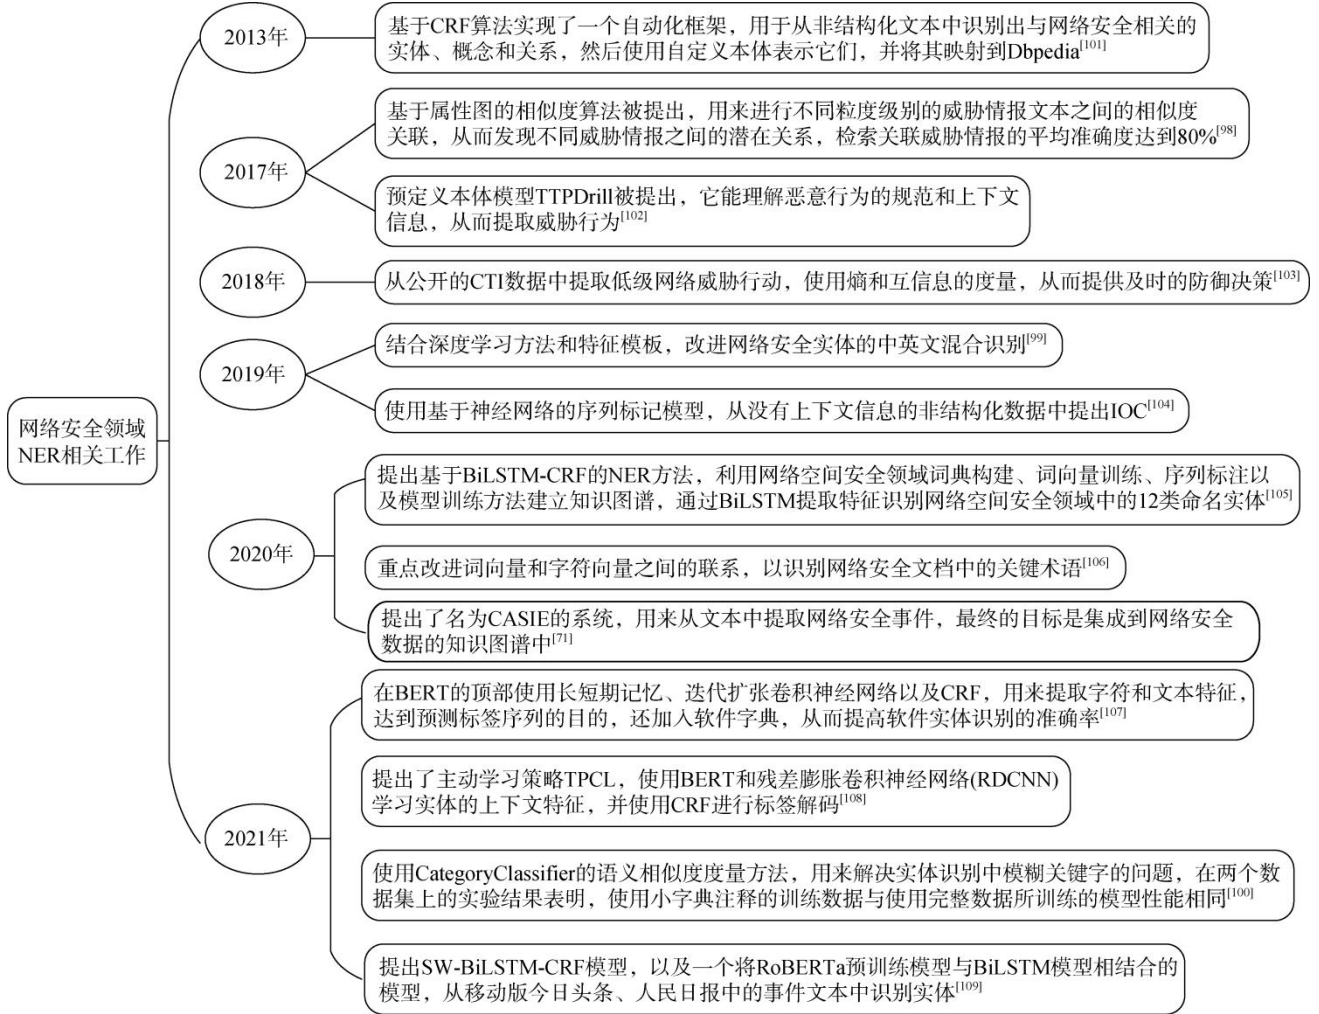 网络安全领域
NER相关工作
2013年
基于CRF算法实现了一个自动化框架，用于从非结构化文本中识别出与网络安全相关的
实体、概念和关系，然后使用自定义本体表示它们，并将其映射到Dbpedia[101]
2017年
基于属性图的相似度算法被提出，用来进行不同粒度级别的威胁情报文本之间的相似度
关联，从而发现不同威胁情报之间的潜在关系，检索关联威胁情报的平均准确度达到80%[98]
预定义本体模型TTPDrill被提出，它能理解恶意行为的规范和上下文
信息，从而提取威胁行为[102]
2018年
从公开的CTI数据中提取低级网络威胁行动，使用熵和互信息的度量，从而提供及时的防御决策[103]
2019年
结合深度学习方法和特征模板，改进网络安全实体的中英文混合识别[99]
使用基于神经网络的序列标记模型，从没有上下文信息的非结构化数据中提出IOC[104]
2020年
提出基于BiLSTM-CRF的NER方法，利用网络空间安全领域词典构建、词向量训练、序列标注以
及模型训练方法建立知识图谱，通过BiLSTM提取特征识别网络空间安全领域中的12类命名实体[105]
重点改进词向量和字符向量之间的联系，以识别网络安全文档中的关键术语[106]
提出了名为CASIE的系统，用来从文本中提取网络安全事件，最终的目标是集成到网络安全
数据的知识图谱中[71]
2021年
在BERT的顶部使用长短期记忆、迭代扩张卷积神经网络以及CRF，用来提取字符和文本特征，
达到预测标签序列的目的，还加入软件字典，从而提高软件实体识别的准确率[107]
提出了主动学习策略TPCL，使用BERT和残差膨胀卷积神经网络(RDCNN)
学习实体的上下文特征，并使用CRF进行标签解码[108]
使用CategoryClassifier的语义相似度度量方法，用来解决实体识别中模糊关键字的问题，在两个数
据集上的实验结果表明，使用小字典注释的训练数据与使用完整数据所训练的模型性能相同[100]
提出SW-BiLSTM-CRF模型，以及一个将RoBERTa预训练模型与BiLSTM模型相结合的
模型，从移动版今日头条、人民日报中的事件文本中识别实体[109]